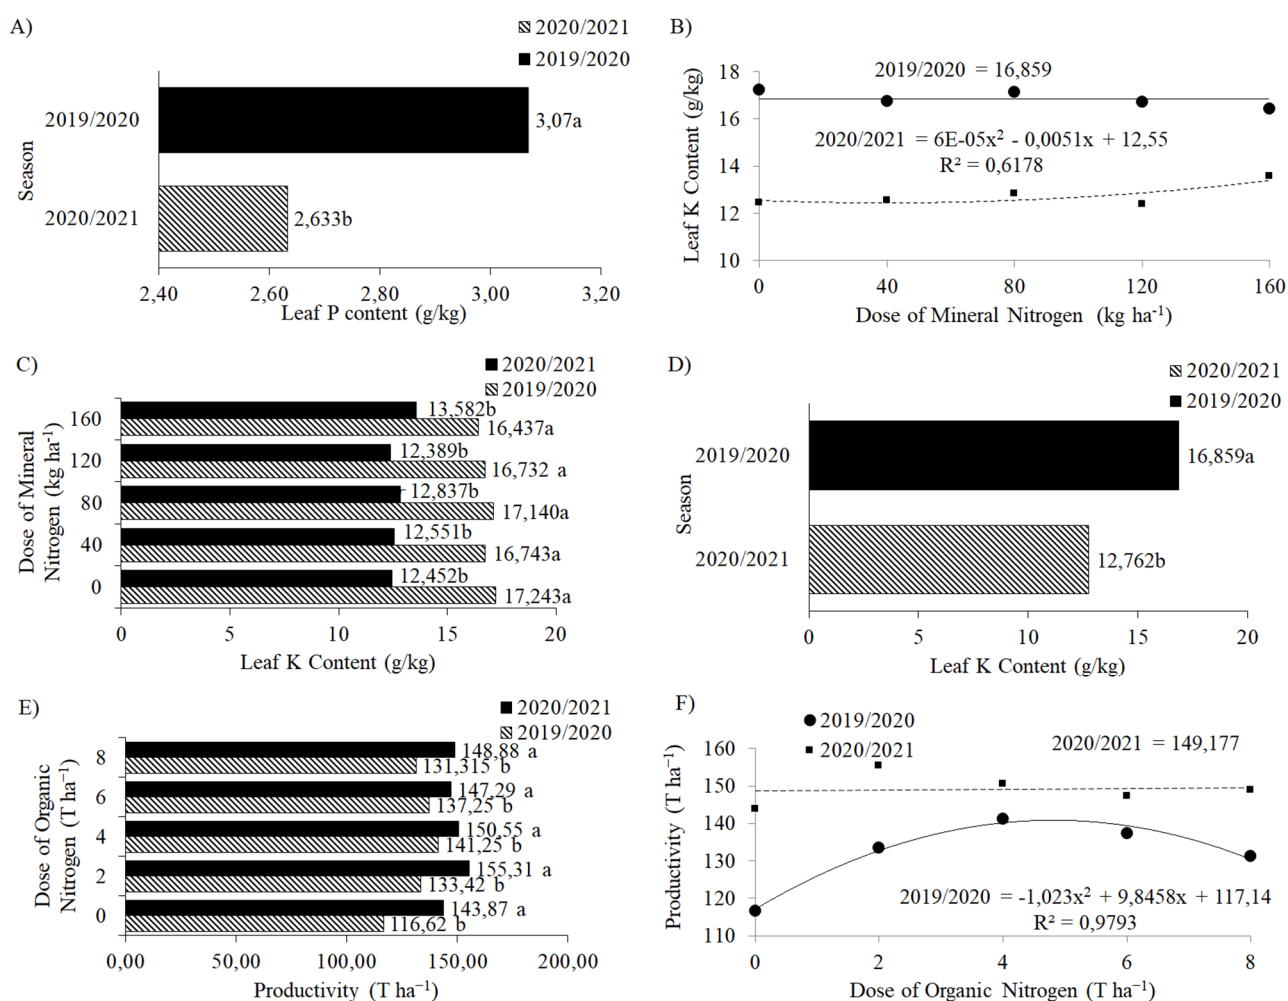 A)
2020/2021
2019/2020
2019/2020
3,07a
Season
2020/2021
2,633b
2,40 2,60 2,80 3,00 3,20
Leaf P content (g/kg)
B)
Leaf K Content (g/kg)
18
16
14
12
10
2019/2020 = 16,859
2020/2021 = 6E-05x² - 0,0051x + 12,55
R² = 0,6178
0 40 80 120 160
Dose of Mineral Nitrogen (kg ha⁻¹)
C)
2020/2021
2019/2020
Dose of Mineral
Nitrogen (kg ha⁻¹)
160
13,582b
16,437a
120
12,389b
16,732 a
80
12,837b
17,140a
40
12,551b
16,743a
0
12,452b
17,243a
0 5 10 15 20
Leaf K Content (g/kg)
D)
2020/2021
2019/2020
2019/2020
16,859a
Season
2020/2021
12,762b
0 5 10 15 20
Leaf K Content (g/kg)
E)
2020/2021
2019/2020
Dose of Organic
Nitrogen (T ha⁻¹)
8
148,88 a
131,315 b
6
147,29 a
137,25 b
4
150,55 a
141,25 b
2
155,31 a
133,42 b
0
143,87 a
116,62 b
0,00 50,00 100,00 150,00 200,00
Productivity (T ha⁻¹)
F)
2019/2020
2020/2021
2020/2021 = 149,177
Productivity (T ha⁻¹)
160
150
140
130
120
110
2019/2020 = -1,023x² + 9,8458x + 117,14
R² = 0,9793
0 2 4 6 8
Dose of Organic Nitrogen (T ha⁻¹)